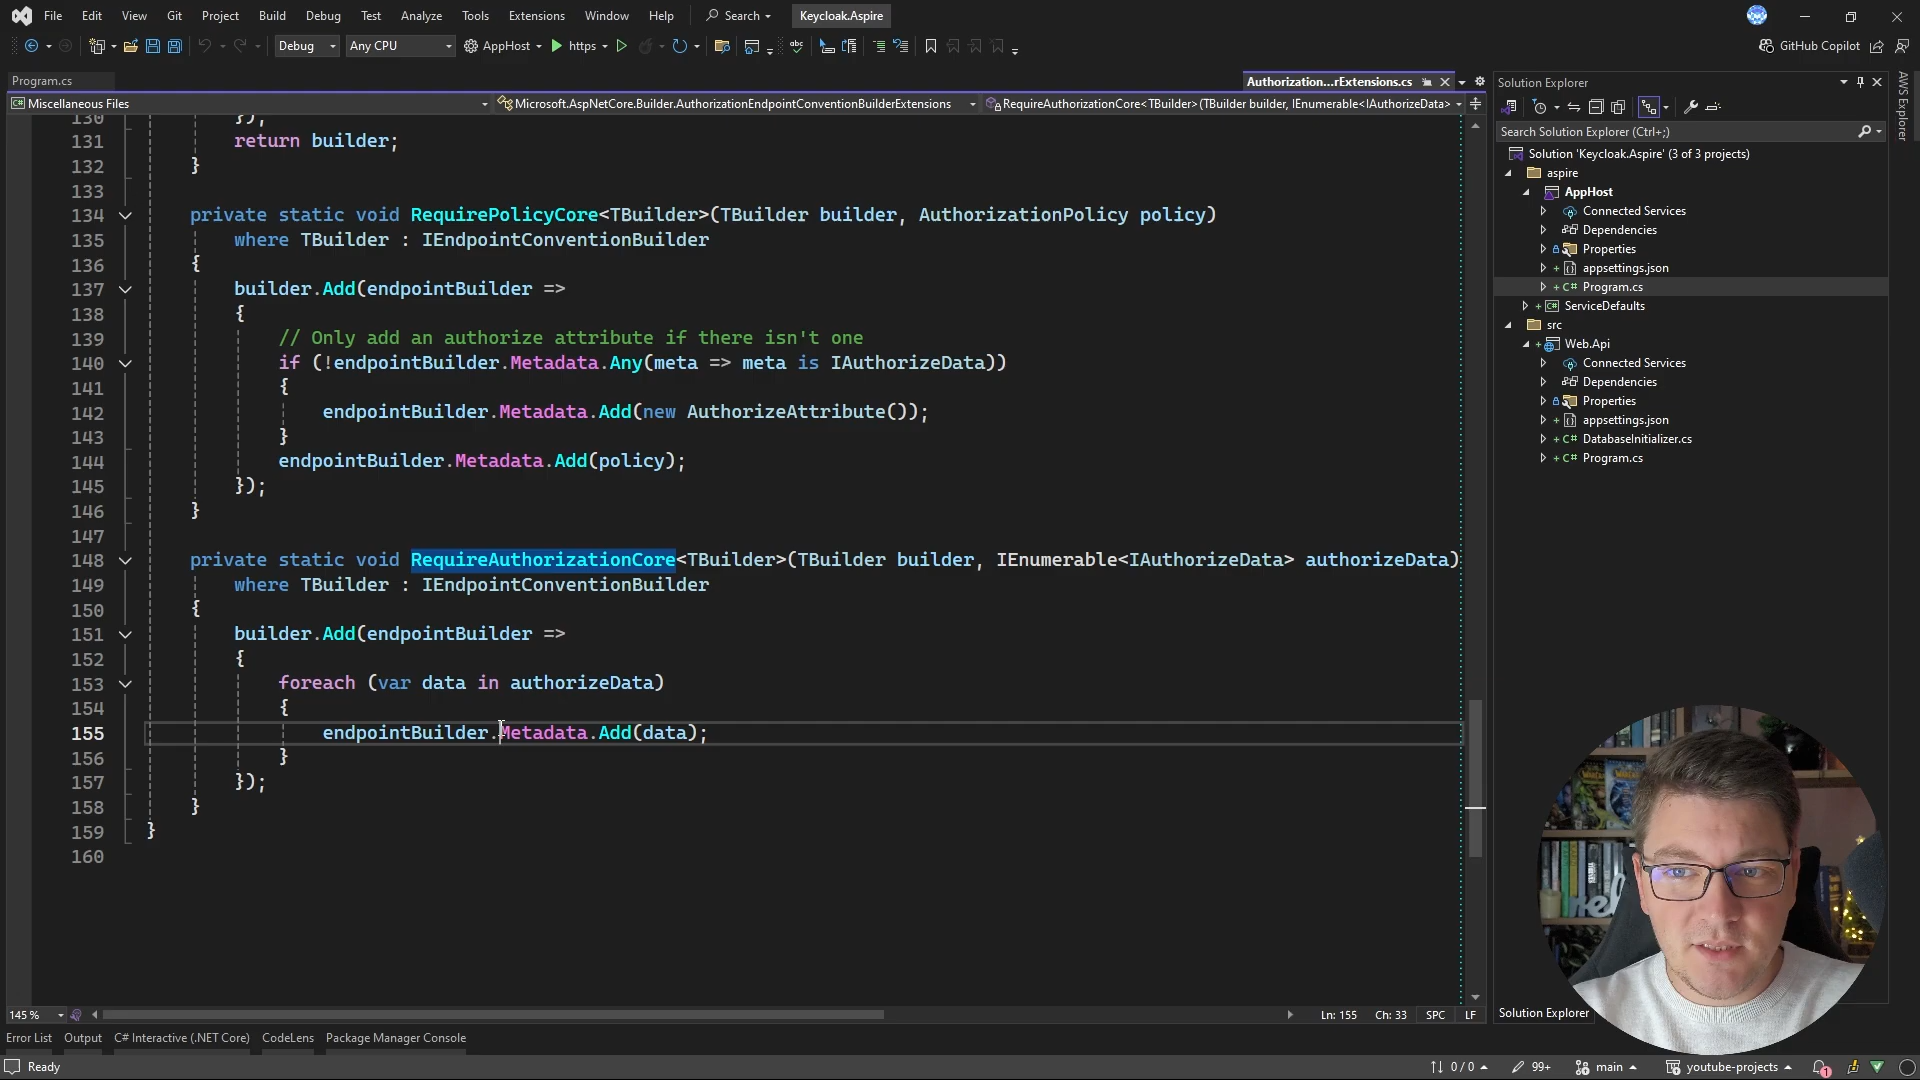 File Edit View Git Project Build Debug Test Analyze Tools Extensions Window Help Search Keycloak.Aspire
Debug Any CPU AppHost https GitHub Copilot
Program.cs Authorization...rExtensions.cs
Miscellaneous Files Microsoft.AspNetCore.Builder.AuthorizationEndpointConventionBuilderExtensions RequireAuthorizationCore<TBuilder>(TBuilder builder, IEnumerable<IAuthorizeData>
130 });
131 return builder;
132 }
133
134 private static void RequirePolicyCore<TBuilder>(TBuilder builder, AuthorizationPolicy policy)
135 where TBuilder : IEndpointConventionBuilder
136 {
137 builder.Add(endpointBuilder =>
138 {
139 // Only add an authorize attribute if there isn't one
140 if (!endpointBuilder.Metadata.Any(meta => meta is IAuthorizeData))
141 {
142 endpointBuilder.Metadata.Add(new AuthorizeAttribute());
143 }
144 endpointBuilder.Metadata.Add(policy);
145 });
146 }
147
148 private static void RequireAuthorizationCore<TBuilder>(TBuilder builder, IEnumerable<IAuthorizeData> authorizeData)
149 where TBuilder : IEndpointConventionBuilder
150 {
151 builder.Add(endpointBuilder =>
152 {
153 foreach (var data in authorizeData)
154 {
155 endpointBuilder.Metadata.Add(data);
156 }
157 });
158 }
159 }
160
145 % Ln: 155 Ch: 33 SPC LF
Error List Output C# Interactive (.NET Core) CodeLens Package Manager Console
Ready 0 / 0 99+ main youtube-projects 1
Solution Explorer
Search Solution Explorer (Ctrl+;)
Solution 'Keycloak.Aspire' (3 of 3 projects)
aspire
AppHost
Connected Services
Dependencies
Properties
appsettings.json
C# Program.cs
ServiceDefaults
src
Web.Api
Connected Services
Dependencies
Properties
appsettings.json
C# DatabaseInitializer.cs
C# Program.cs
Solution Explorer
AWS Explorer